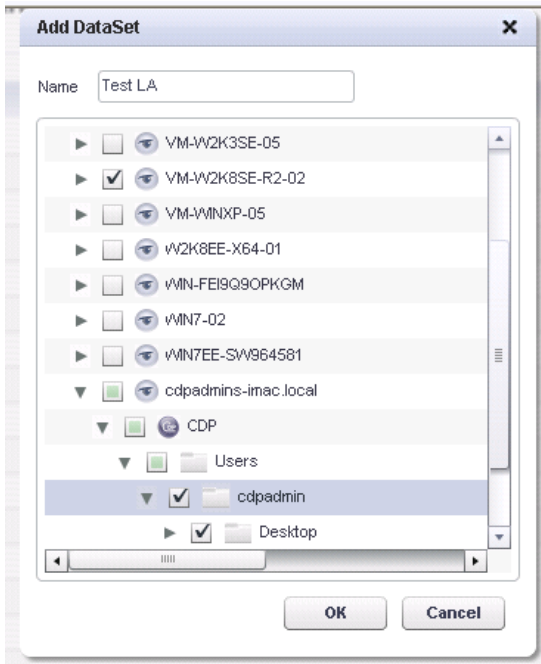 Add DataSet
Name Test LA
VM-W2K3SE-05
VM-W2K8SE-R2-02
VM-WINXP-05
W2K8EE-X64-01
WIN-FEI9Q9OPKGM
WIN7-02
WIN7EE-SW964581
cdpadmins-imac.local
CDP
Users
cdpadmin
Desktop
OK Cancel